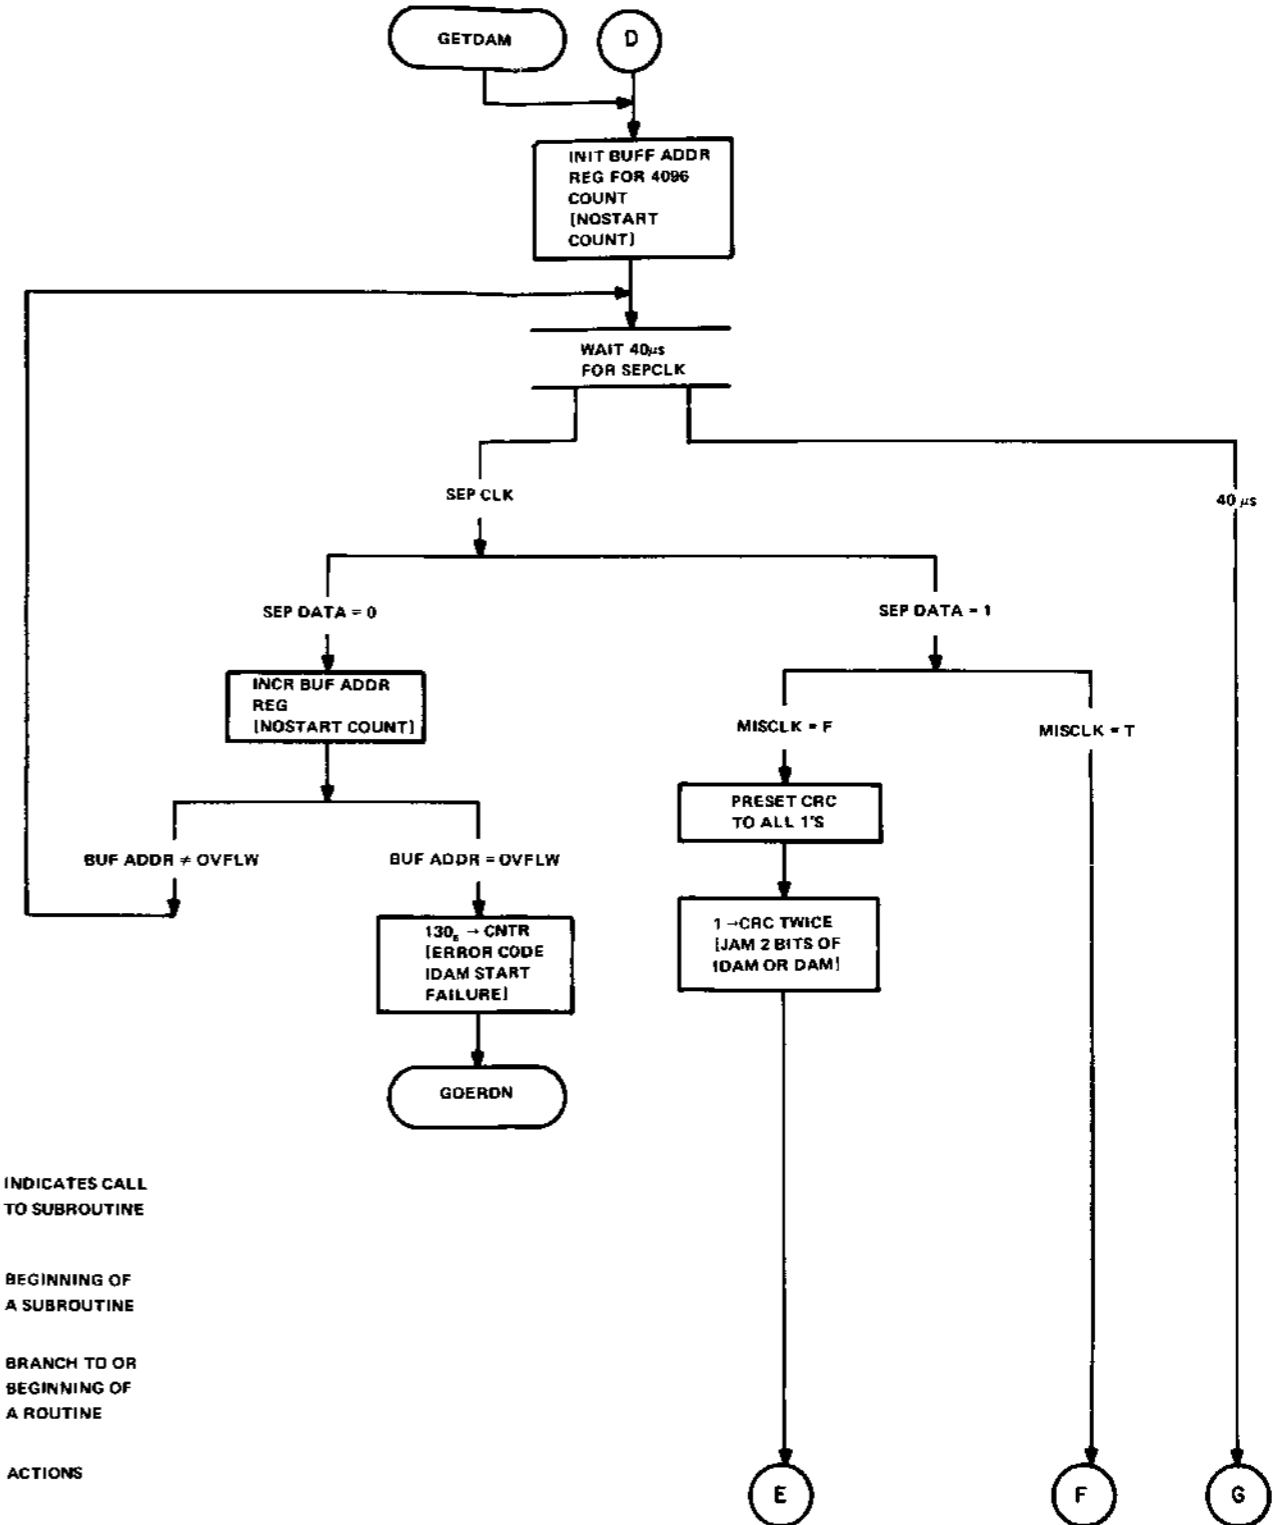 GETDAM
D
INIT BUFF ADDR
REG FOR 4096
COUNT
[NOSTART
COUNT]
WAIT 40μs
FOR SEPCLK
SEP CLK
40 μs
SEP DATA = 0
SEP DATA = 1
INCR BUF ADDR
REG
[NOSTART COUNT]
MISCLK = F
MISCLK = T
PRESET CRC
TO ALL 1'S
BUF ADDR ≠ OVFLW
BUF ADDR = OVFLW
1→CRC TWICE
[JAM 2 BITS OF
IDAM OR DAM]
130₈ → CNTR
[ERROR CODE
IDAM START
FAILURE]
GOERDN
INDICATES CALL
TO SUBROUTINE
BEGINNING OF
A SUBROUTINE
BRANCH TO OR
BEGINNING OF
A ROUTINE
ACTIONS
E
F
G